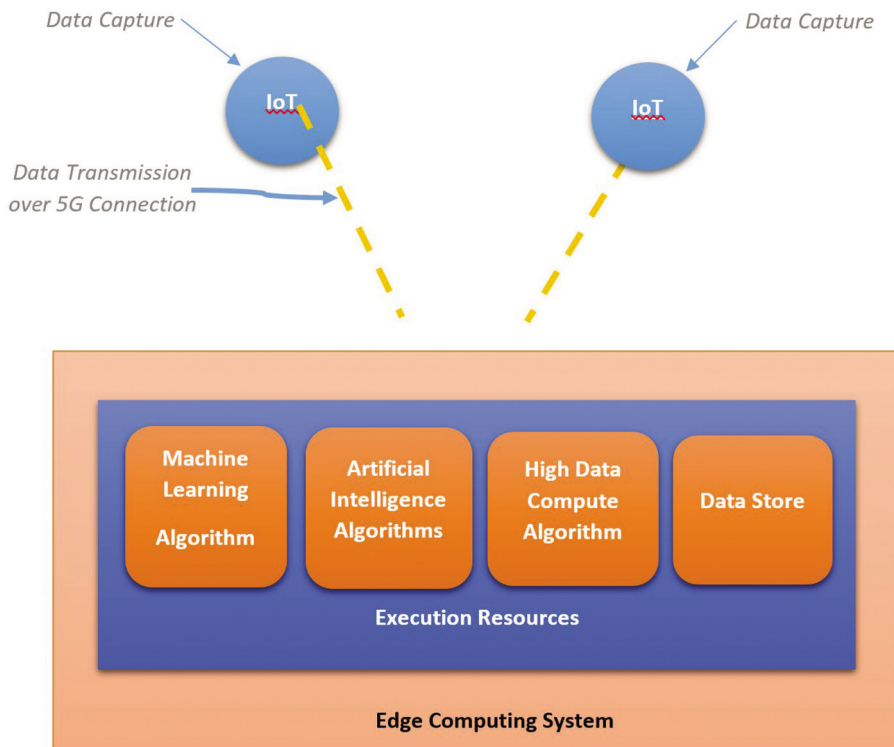 Data Capture
Data Capture
IoT
IoT
Data Transmission
over 5G Connection
Machine
Learning
Algorithm
Artificial
Intelligence
Algorithms
High Data
Compute
Algorithm
Data Store
Execution Resources
Edge Computing System